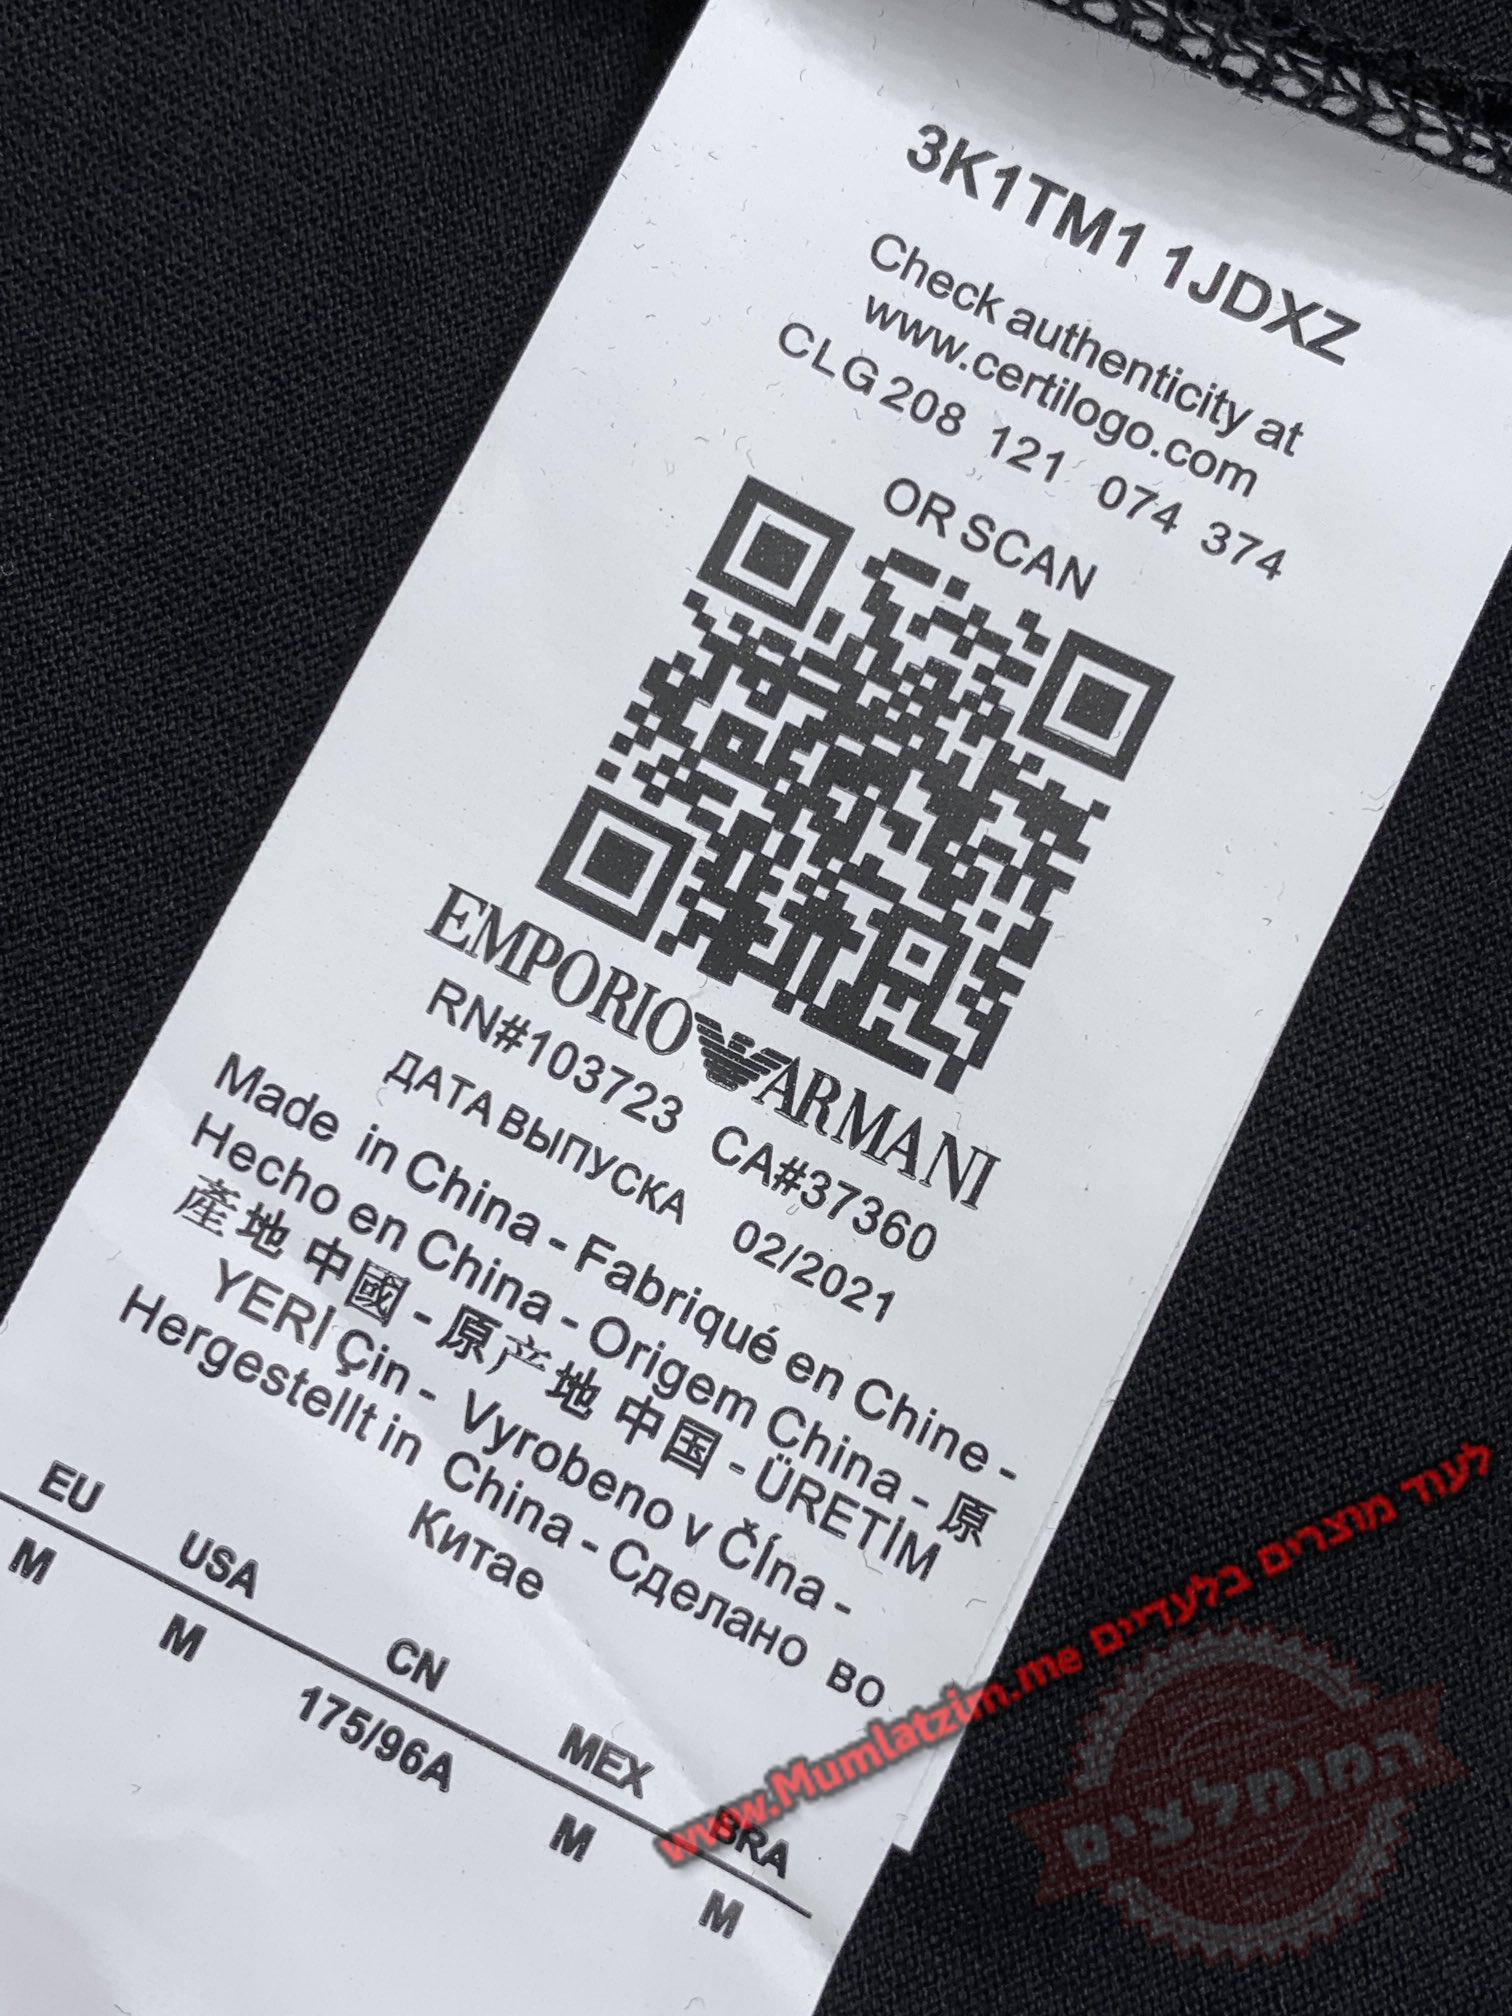 3K1TM1 1JDXZ
Check authenticity at
www.certilogo.com
CLG 208 121 074 374
OR SCAN
EMPORIO ARMANI
RN#103723 CA#37360
ДАТА ВЫПУСКА 02/2021
Made in China - Fabriqué en Chine -
Hecho en China - Origem China - 原
產地 中國 - 原产地 中国 - ÜRETİM
YERİ Çin - Vyrobeno v ČÍna -
Hergestellt in China - Сделано во
Китае
EU USA CN MEX BRA
M M 175/96A M M
www.Mumlatzim.me לעוד מוצרים בלעדיים
המומלצים